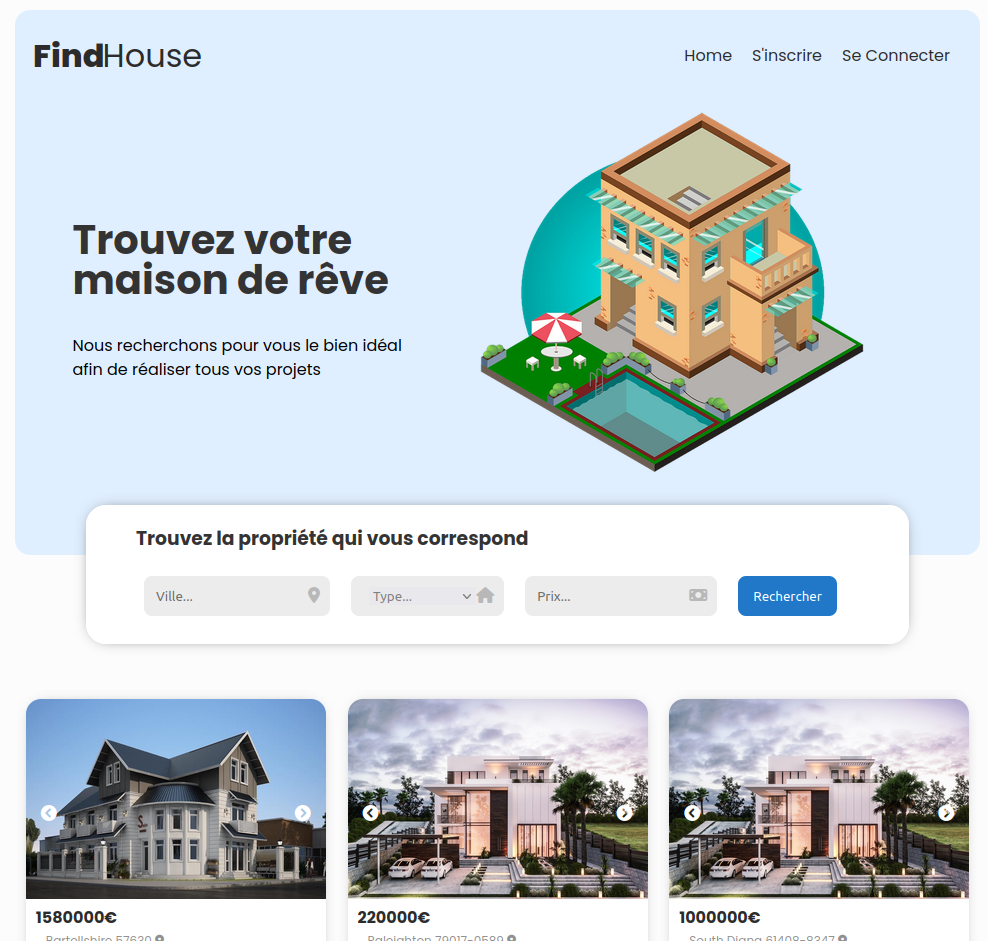 FindHouse
Home S'inscrire Se Connecter
Trouvez votre
maison de rêve
Nous recherchons pour vous le bien idéal
afin de réaliser tous vos projets
Trouvez la propriété qui vous correspond
Ville... Type... Prix... Rechercher
1580000€ 220000€ 1000000€
Bartellshire 57630 Raleighton 79017-0589 South Diana 61408-8347